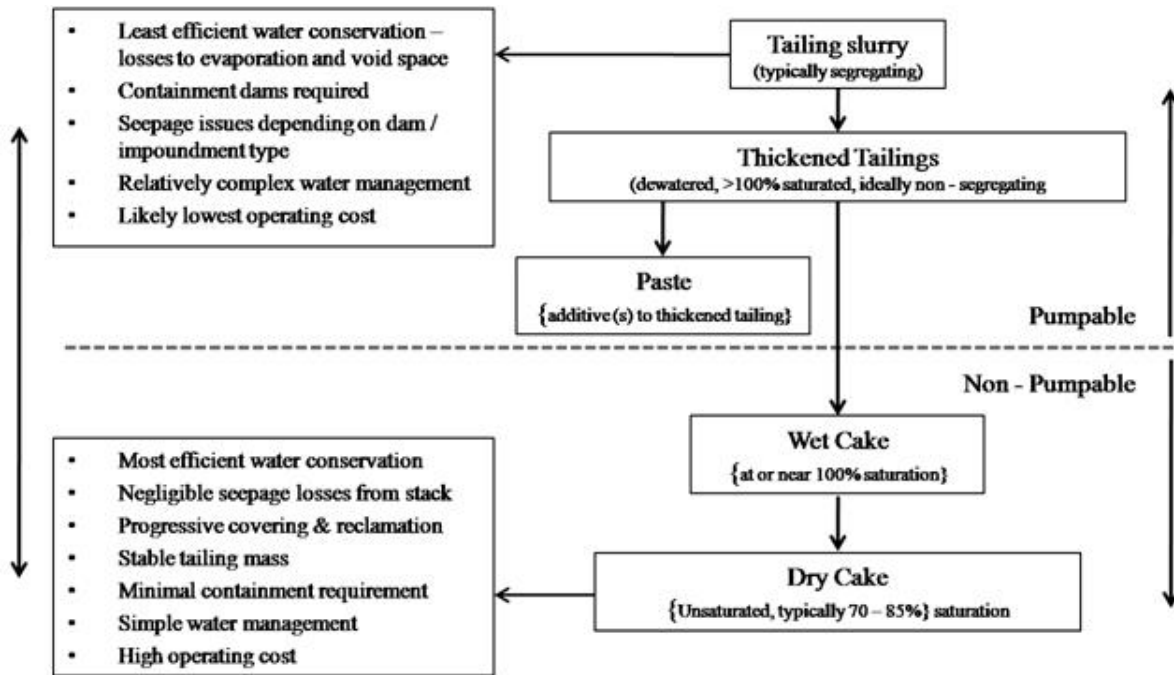 ▪ Least efficient water conservation –
losses to evaporation and void space
▪ Containment dams required
▪ Seepage issues depending on dam /
impoundment type
▪ Relatively complex water management
▪ Likely lowest operating cost
Tailing slurry
(typically segregating)
Thickened Tailings
(dewatered, >100% saturated, ideally non - segregating
Paste
{additive (s) to thickened tailing}
Pumpable
Non - Pumpable
Wet Cake
{at or near 100% saturation}
Dry Cake
{Unsaturated, typically 70 – 85%} saturation
▪ Most efficient water conservation
▪ Negligible seepage losses from stack
▪ Progressive covering & reclamation
▪ Stable tailing mass
▪ Minimal containment requirement
▪ Simple water management
▪ High operating cost